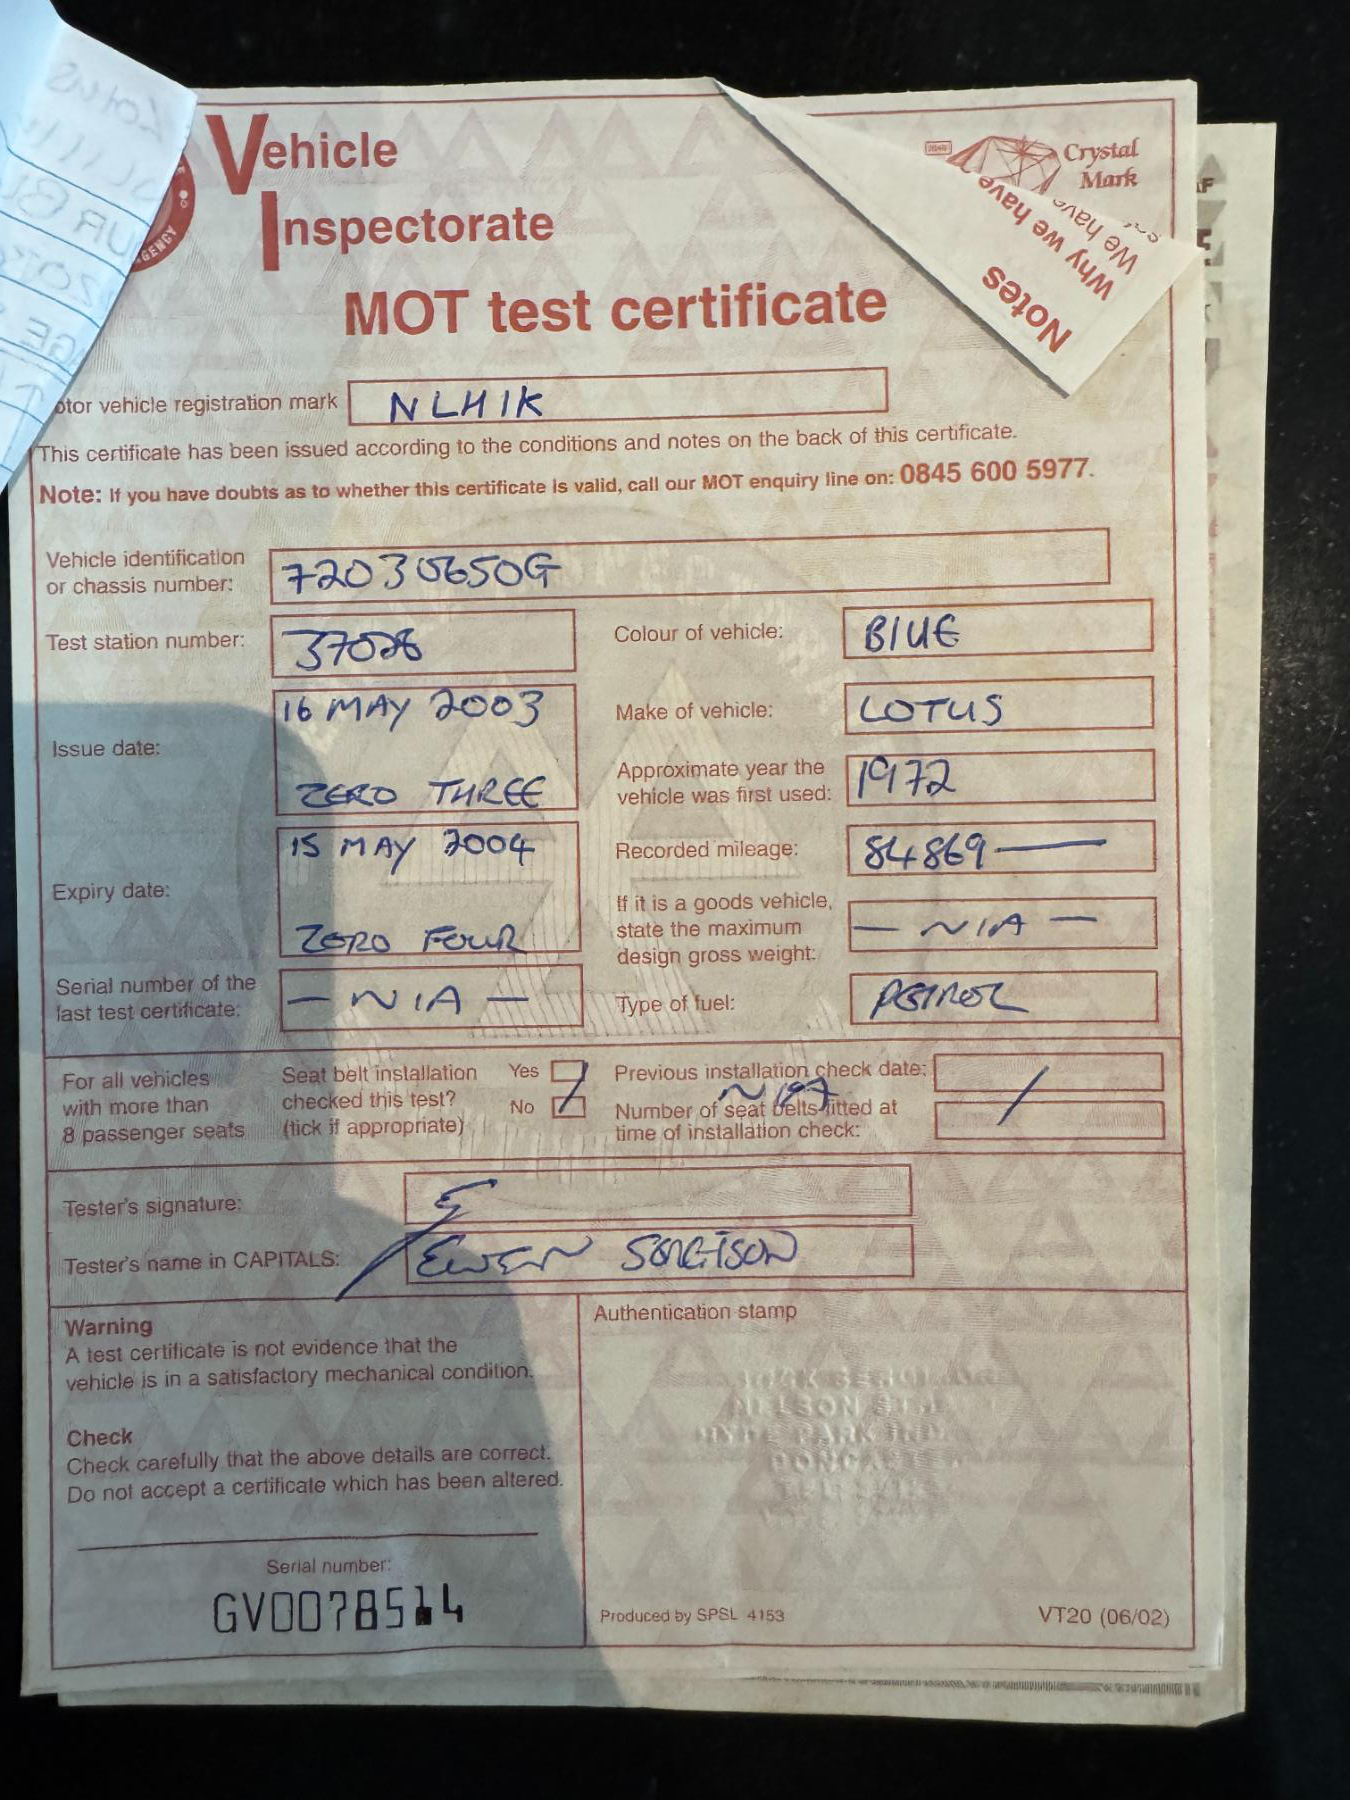 Vehicle
Inspectorate
GENCY
Crystal
Mark
Notes
Why we have
We have
MOT test certificate
otor vehicle registration mark NLH1K
This certificate has been issued according to the conditions and notes on the back of this certificate.
Note: If you have doubts as to whether this certificate is valid, call our MOT enquiry line on: 0845 600 5977.
Vehicle identification
or chassis number: 72030650G
Test station number:
Colour of vehicle: BlUE
Issue date: 16 MAY 2003
ZERO THREE
Make of vehicle: LOTUS
Approximate year the
vehicle was first used: 1972
Expiry date: 15 MAY 2004
ZERO FOUR
Recorded mileage: 84869
If it is a goods vehicle,
state the maximum
design gross weight: — N/A —
Serial number of the
last test certificate: — N/A —
Type of fuel: PETROL
For all vehicles
with more than
8 passenger seats
Seat belt installation
checked this test?
(tick if appropriate)
Yes
No
Previous installation check date:
N/A
Number of seat belts fitted at
time of installation check:
Tester's signature:
Tester's name in CAPITALS: EWEN
Warning
A test certificate is not evidence that the
vehicle is in a satisfactory mechanical condition.
Check
Check carefully that the above details are correct.
Do not accept a certificate which has been altered.
Serial number:
GV0078514
Authentication stamp
NELSON
HYDE PARK
Produced by SPSL 4153
VT20 (06/02)